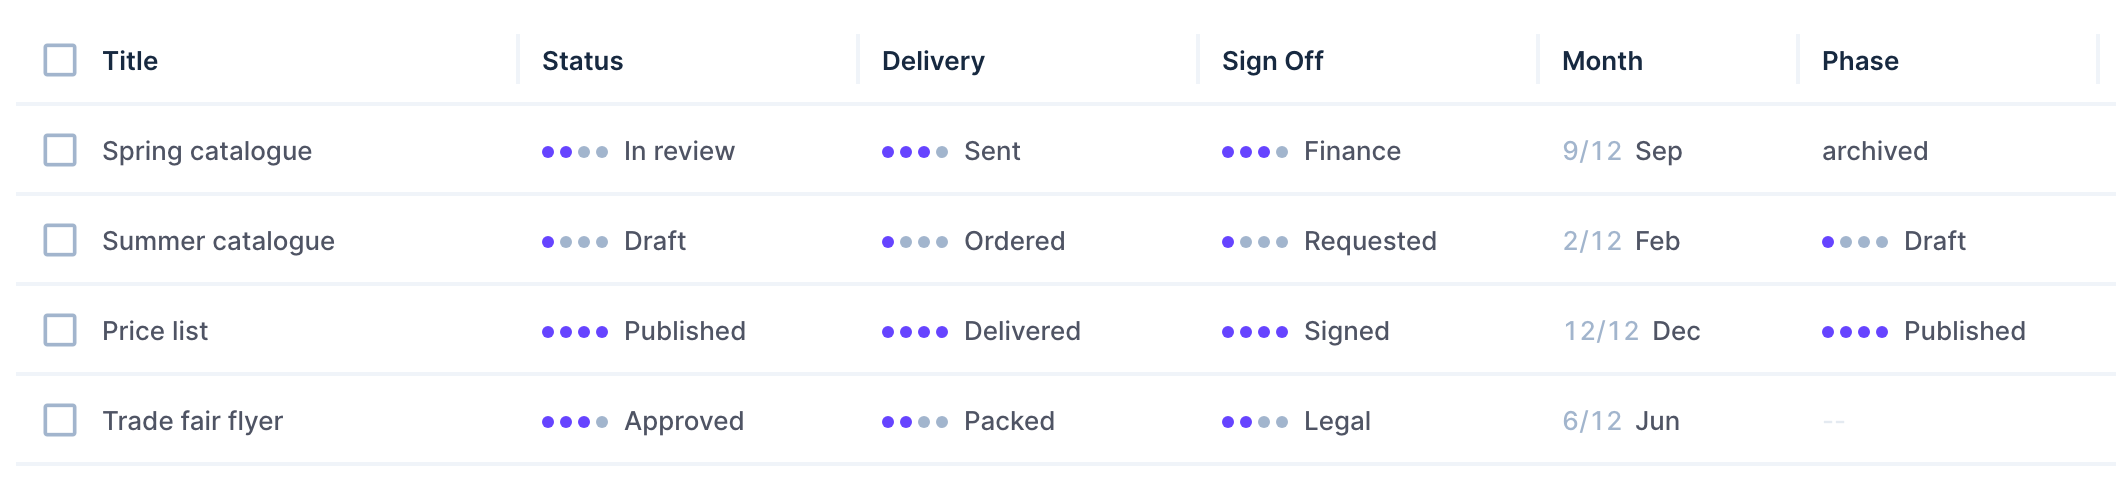 Title Status Delivery Sign Off Month Phase
Spring catalogue In review Sent Finance 9/12 Sep archived
Summer catalogue Draft Ordered Requested 2/12 Feb Draft
Price list Published Delivered Signed 12/12 Dec Published
Trade fair flyer Approved Packed Legal 6/12 Jun --